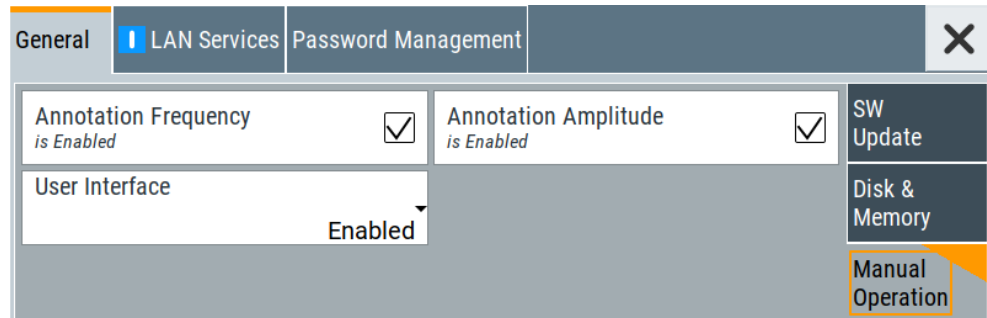 General
LAN Services
Password Management
Annotation Frequency
is Enabled
Annotation Amplitude
is Enabled
User Interface
Enabled
SW
Update
Disk &
Memory
Manual
Operation